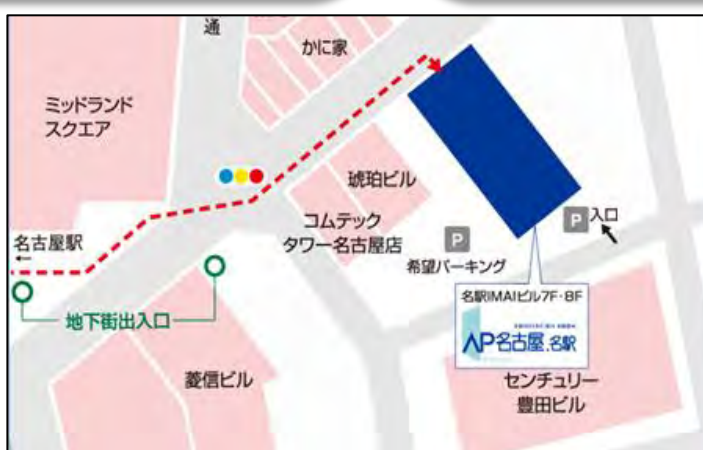 通
かに家
ミッドランド
スクエア
琥珀ビル
コムテック
タワー名古屋店
名古屋駅
←
P
希望パーキング
P 入口
地下街出入口
名駅IMAIビル7F・8F
AP名古屋.名駅
菱信ビル
センチュリー
豊田ビル